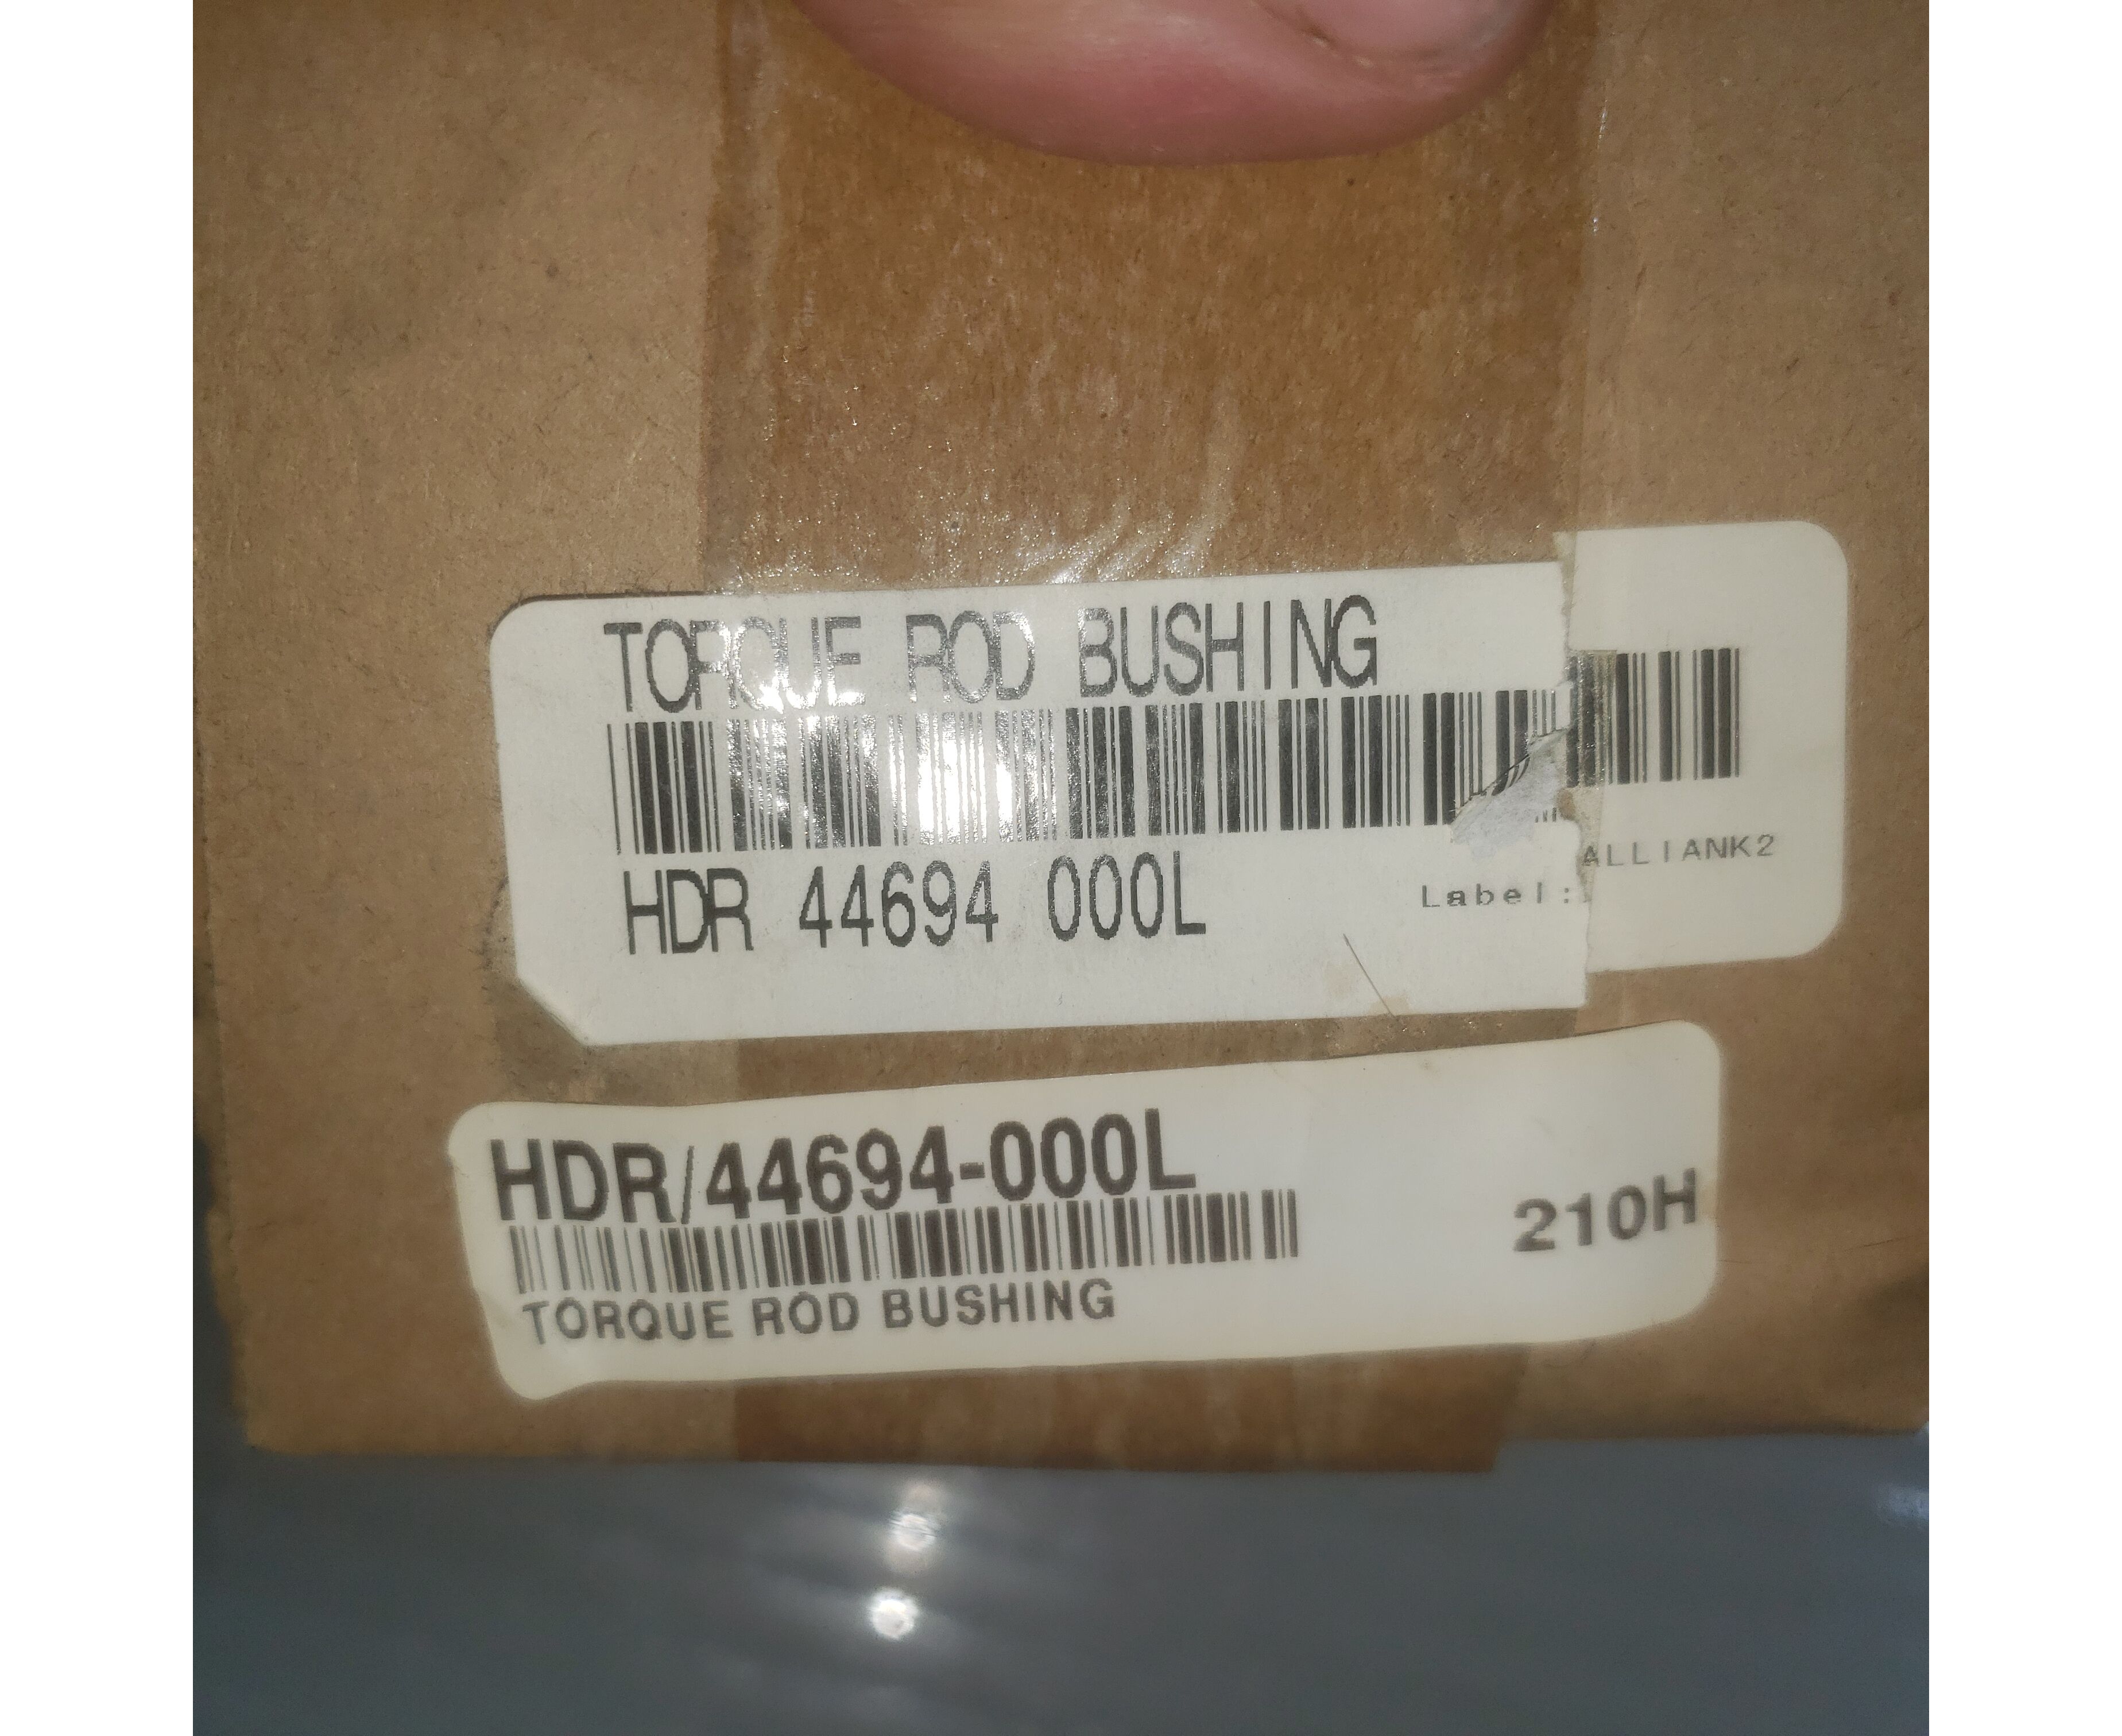 TORQUE ROD BUSHING
HDR 44694 000L
Label: ALLIANK2
HDR/44694-000L
210H
TORQUE ROD BUSHING